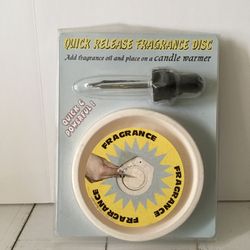 QUICK RELEASE FRAGRANCE DISC
Add fragrance oil and place on a candle warmer
QUICK &
POWERFUL!
FRAGRANCE
FRAGRANCE
FRAGRANCE